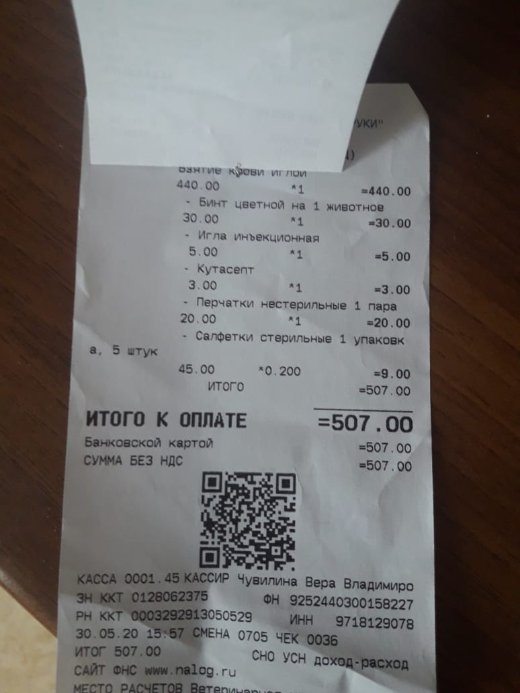 РУКИ"
)
Взятие крови иглой
440.00 *1 =440.00
- Бинт цветной на 1 животное
30.00 *1 =30.00
- Игла инъекционная
5.00 *1 =5.00
- Кутасепт
3.00 *1 =3.00
- Перчатки нестерильные 1 пара
20.00 *1 =20.00
- Салфетки стерильные 1 упаковк
а, 5 штук
45.00 *0.200 =9.00
ИТОГО =507.00
ИТОГО К ОПЛАТЕ =507.00
Банковской картой =507.00
СУММА БЕЗ НДС =507.00
КАССА 0001.45 КАССИР Чувилина Вера Владимиро
ЗН ККТ 0128062375 ФН 9252440300158227
РН ККТ 0003292913050529 ИНН 9718129078
30.05.20 15:57 СМЕНА 0705 ЧЕК 0036
ИТОГ 507.00 СНО УСН доход-расход
САЙТ ФНС www.nalog.ru
МЕСТО РАСЧЕТОВ